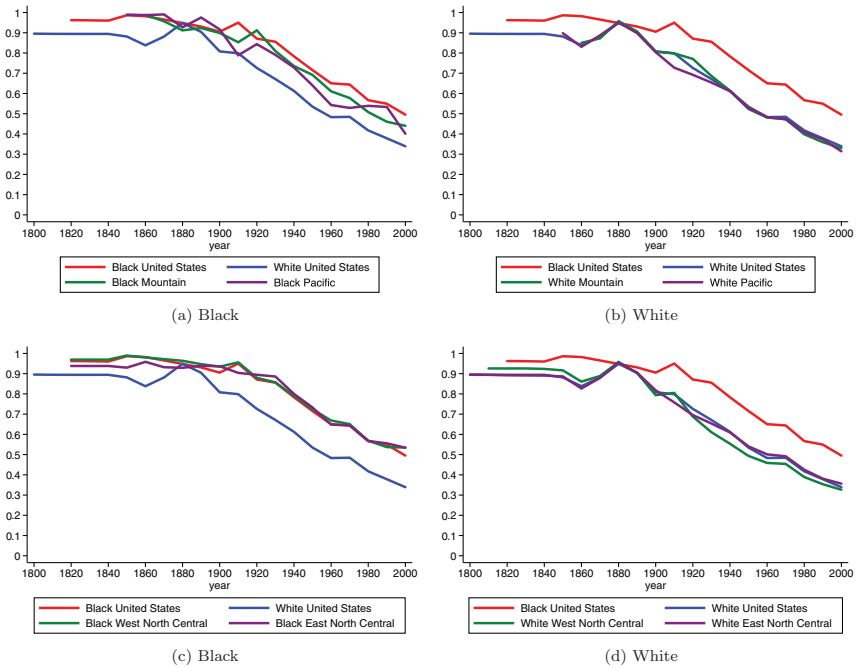 1
0.9
0.8
0.7
0.6
0.5
0.4
0.3
0.2
0.1
0
1800 1820 1840 1860 1880 1900 1920 1940 1960 1980 2000
year
Black United States White United States
Black Mountain Black Pacific
(a) Black
1
0.9
0.8
0.7
0.6
0.5
0.4
0.3
0.2
0.1
0
1800 1820 1840 1860 1880 1900 1920 1940 1960 1980 2000
year
Black United States White United States
White Mountain White Pacific
(b) White
1
0.9
0.8
0.7
0.6
0.5
0.4
0.3
0.2
0.1
0
1800 1820 1840 1860 1880 1900 1920 1940 1960 1980 2000
year
Black United States White United States
Black West North Central Black East North Central
(c) Black
1
0.9
0.8
0.7
0.6
0.5
0.4
0.3
0.2
0.1
0
1800 1820 1840 1860 1880 1900 1920 1940 1960 1980 2000
year
Black United States White United States
White West North Central White East North Central
(d) White